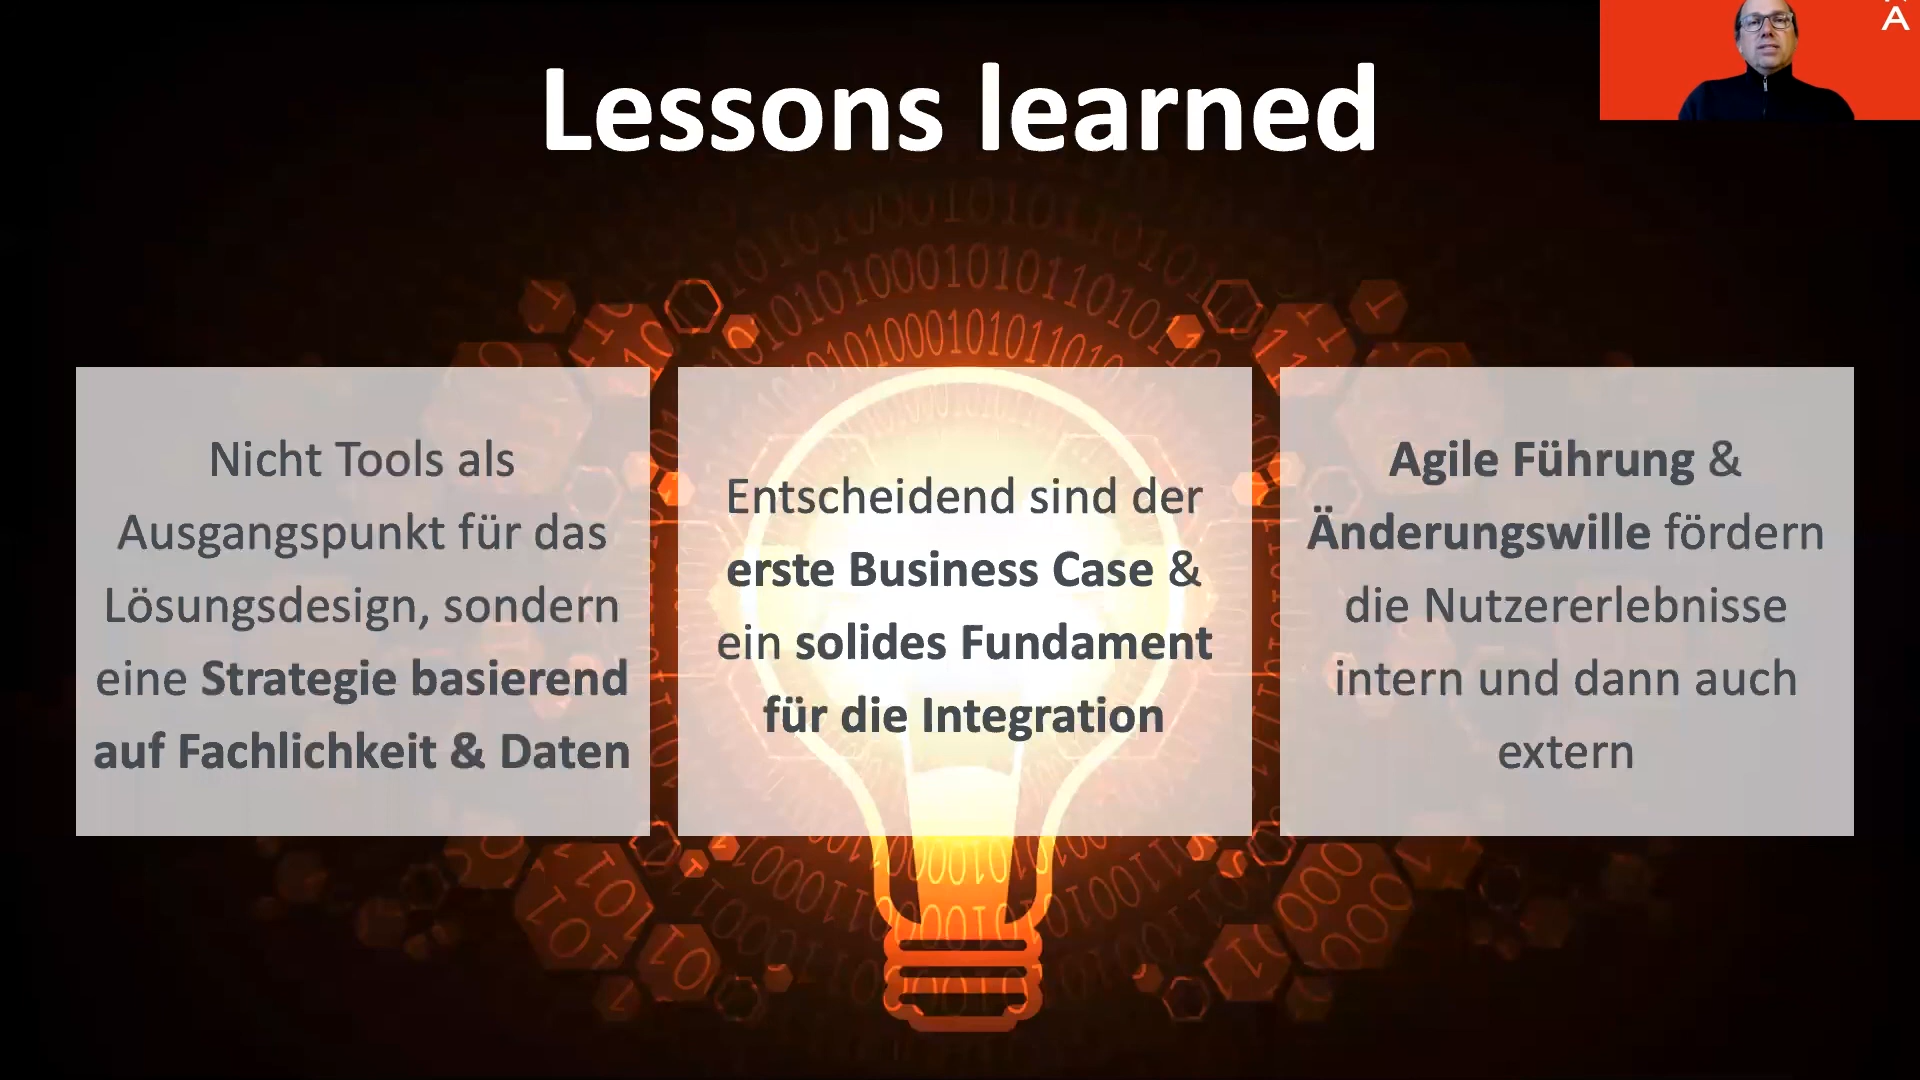 Lessons learned
A
Nicht Tools als
Ausgangspunkt für das
Lösungsdesign, sondern
eine Strategie basierend
auf Fachlichkeit & Daten
Entscheidend sind der
erste Business Case &
ein solides Fundament
für die Integration
Agile Führung &
Änderungswille fördern
die Nutzererlebnisse
intern und dann auch
extern